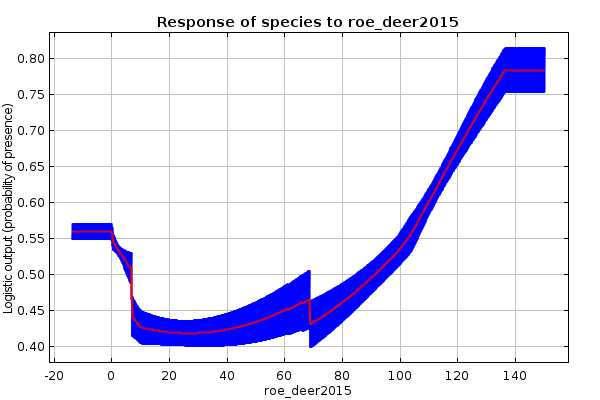 Response of species to roe_deer2015
Logistic output (probability of presence)
0.80
0.75
0.70
0.65
0.60
0.55
0.50
0.45
0.40
-20 0 20 40 60 80 100 120 140
roe_deer2015